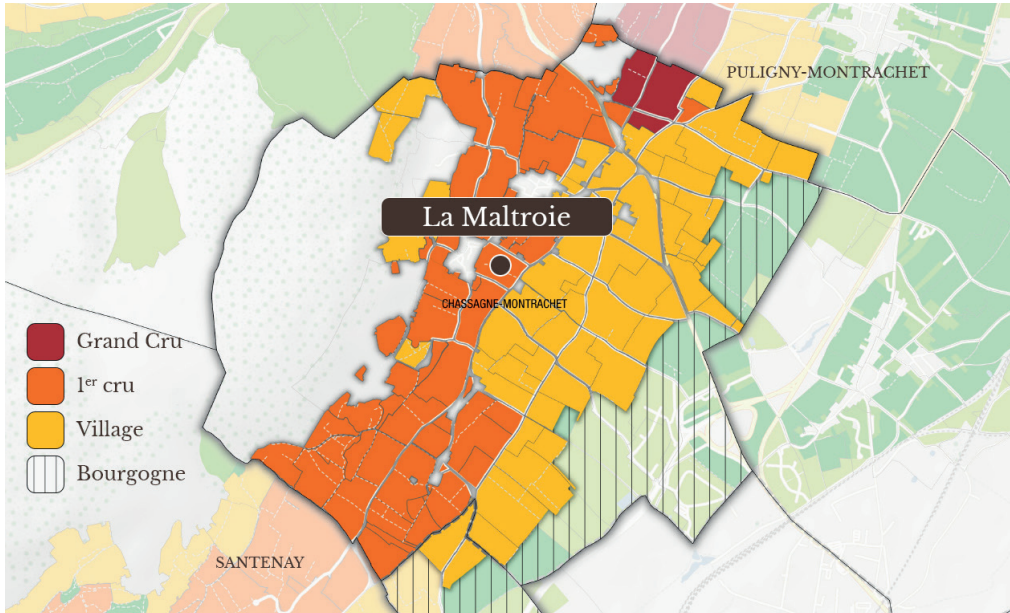 PULIGNY-MONTRACHET
La Maltroie
CHASSAGNE-MONTRACHET
Grand Cru
1er cru
Village
Bourgogne
SANTENAY